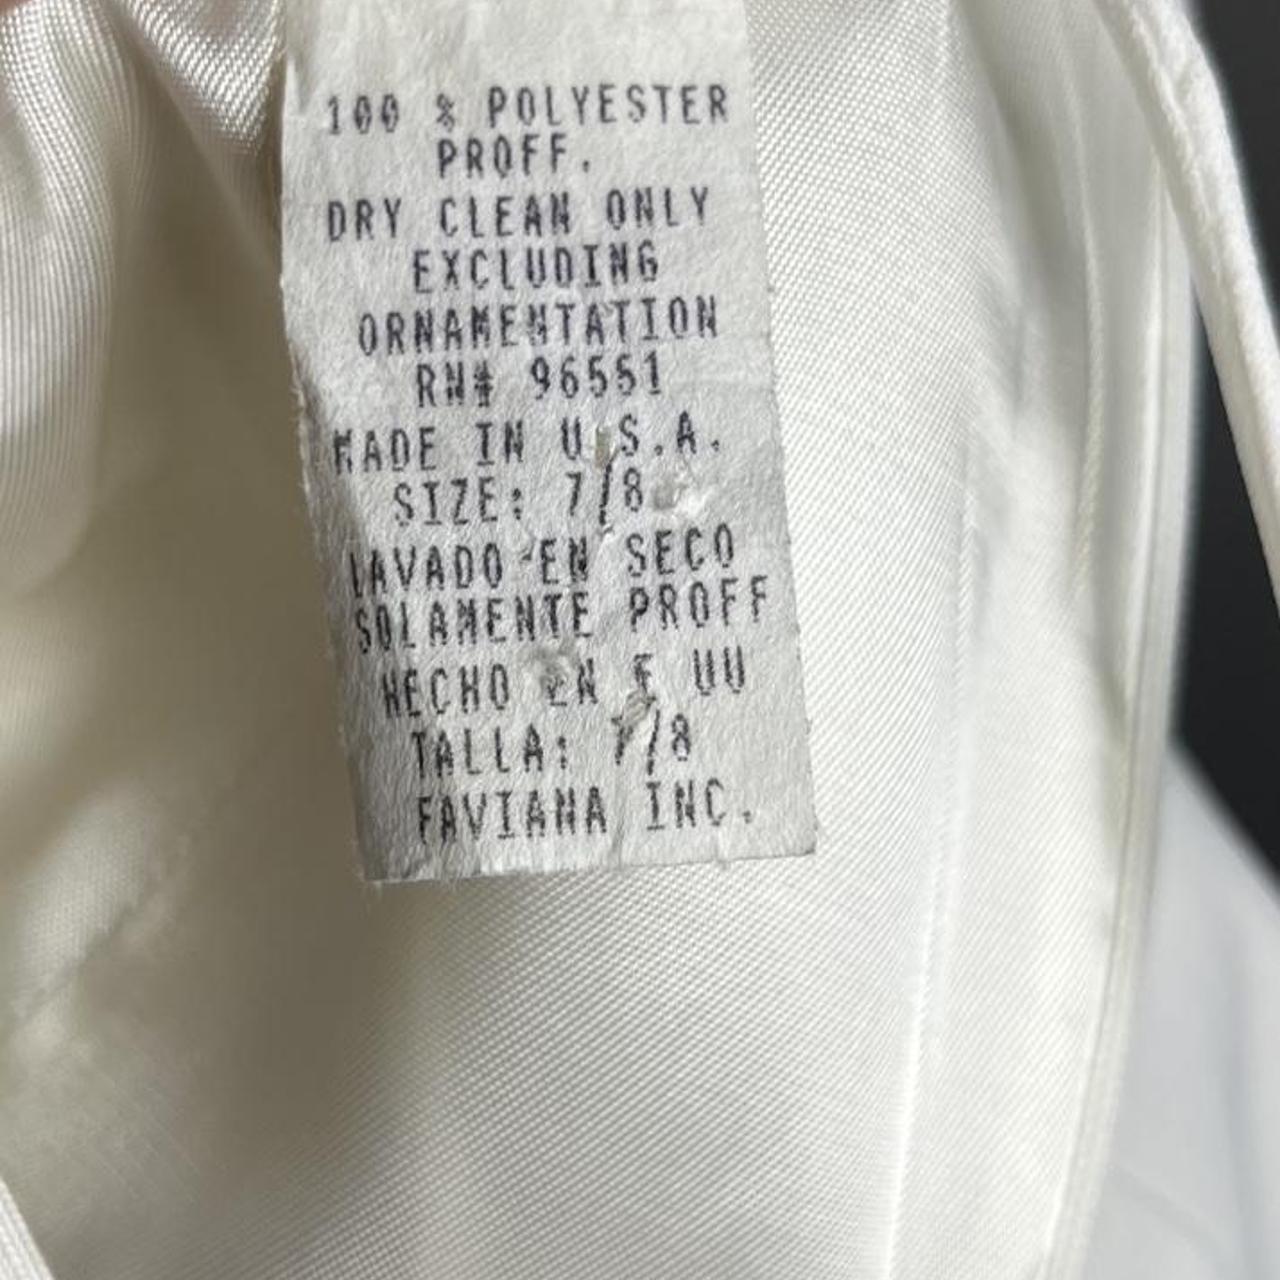 100 % POLYESTER
PROFF.
DRY CLEAN ONLY
EXCLUDING
ORNAMENTATION
RN# 96551
MADE IN U.S.A.
SIZE: 7/8
LAVADO EN SECO
SOLAMENTE PROFF
HECHO EN E UU
TALLA: 7/8
FAVIANA INC.